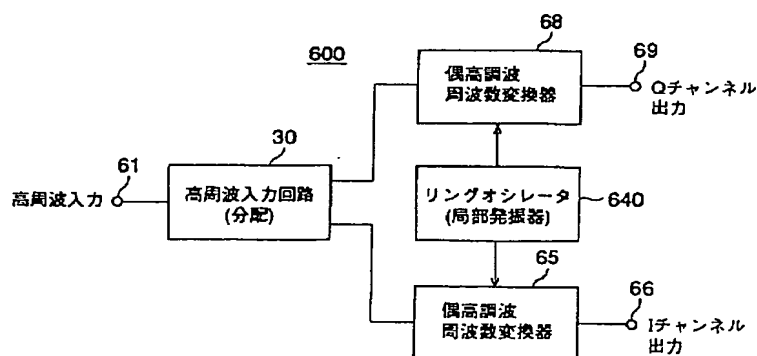 600
68
偶高調波
周波数変換器
69
Qチャンネル
出力
30
61
高周波入力
高周波入力回路
(分配)
リングオシレータ
(局部発振器)
640
65
偶高調波
周波数変換器
66
Iチャンネル
出力